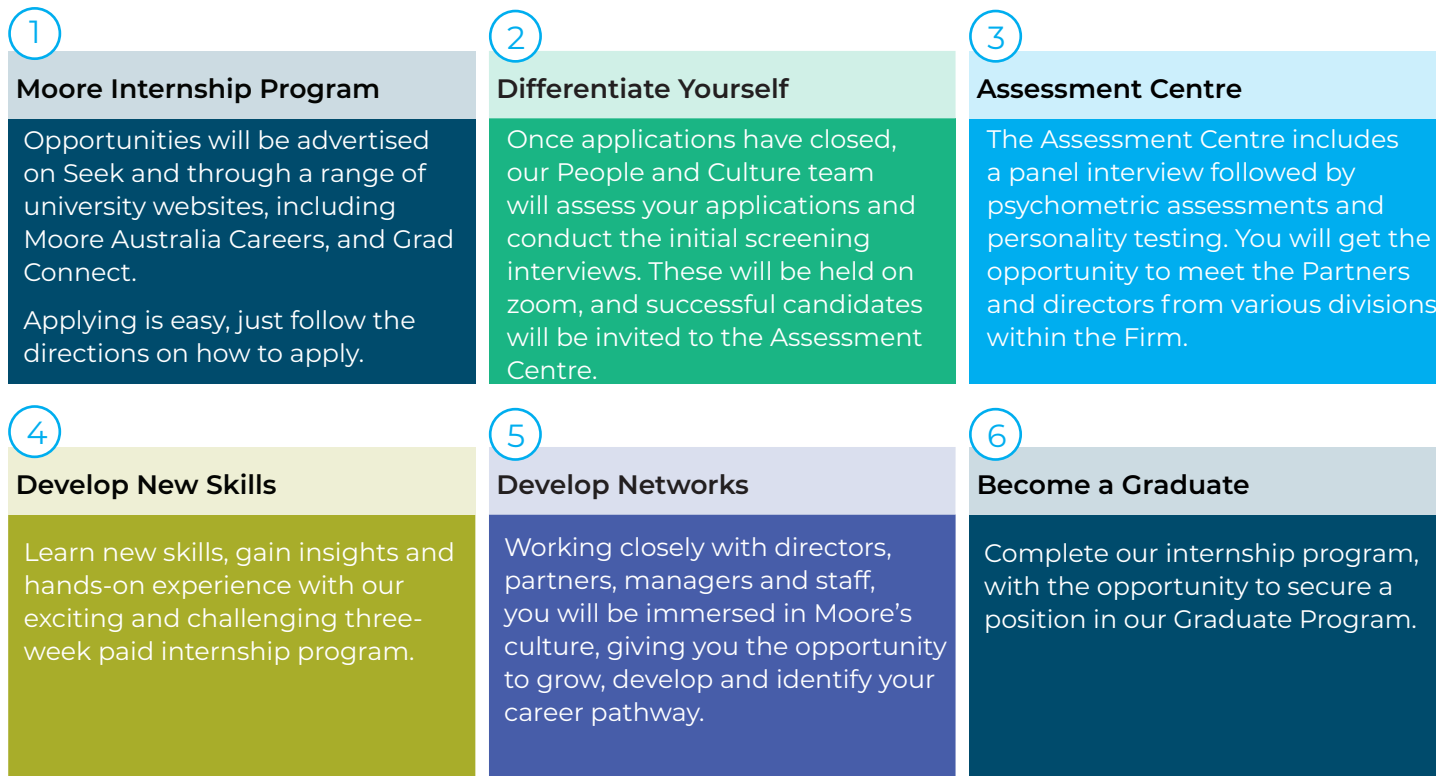 1
Moore Internship Program
Opportunities will be advertised
on Seek and through a range of
university websites, including
Moore Australia Careers, and Grad
Connect.
Applying is easy, just follow the
directions on how to apply.
2
Differentiate Yourself
Once applications have closed,
our People and Culture team
will assess your applications and
conduct the initial screening
interviews. These will be held on
zoom, and successful candidates
will be invited to the Assessment
Centre.
3
Assessment Centre
The Assessment Centre includes
a panel interview followed by
psychometric assessments and
personality testing. You will get the
opportunity to meet the Partners
and directors from various divisions
within the Firm.
4
Develop New Skills
Learn new skills, gain insights and
hands-on experience with our
exciting and challenging three-
week paid internship program.
5
Develop Networks
Working closely with directors,
partners, managers and staff,
you will be immersed in Moore’s
culture, giving you the opportunity
to grow, develop and identify your
career pathway.
6
Become a Graduate
Complete our internship program,
with the opportunity to secure a
position in our Graduate Program.